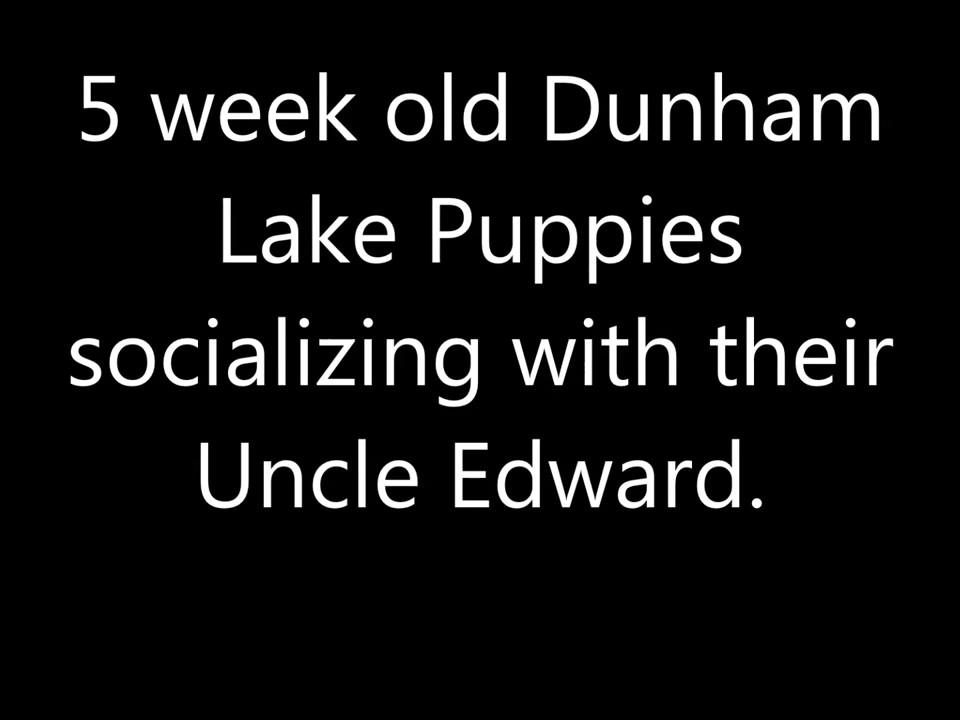 5 week old Dunham
Lake Puppies
socializing with their
Uncle Edward.